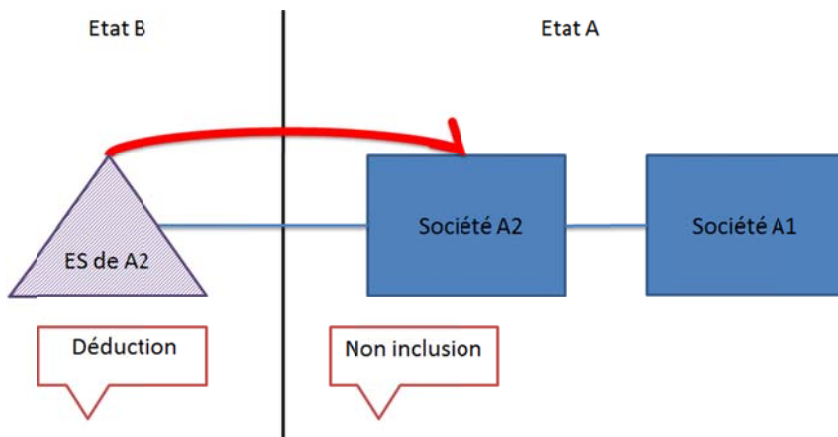 Etat B
Etat A
ES de A2
Société A2
Société A1
Déduction
Non inclusion